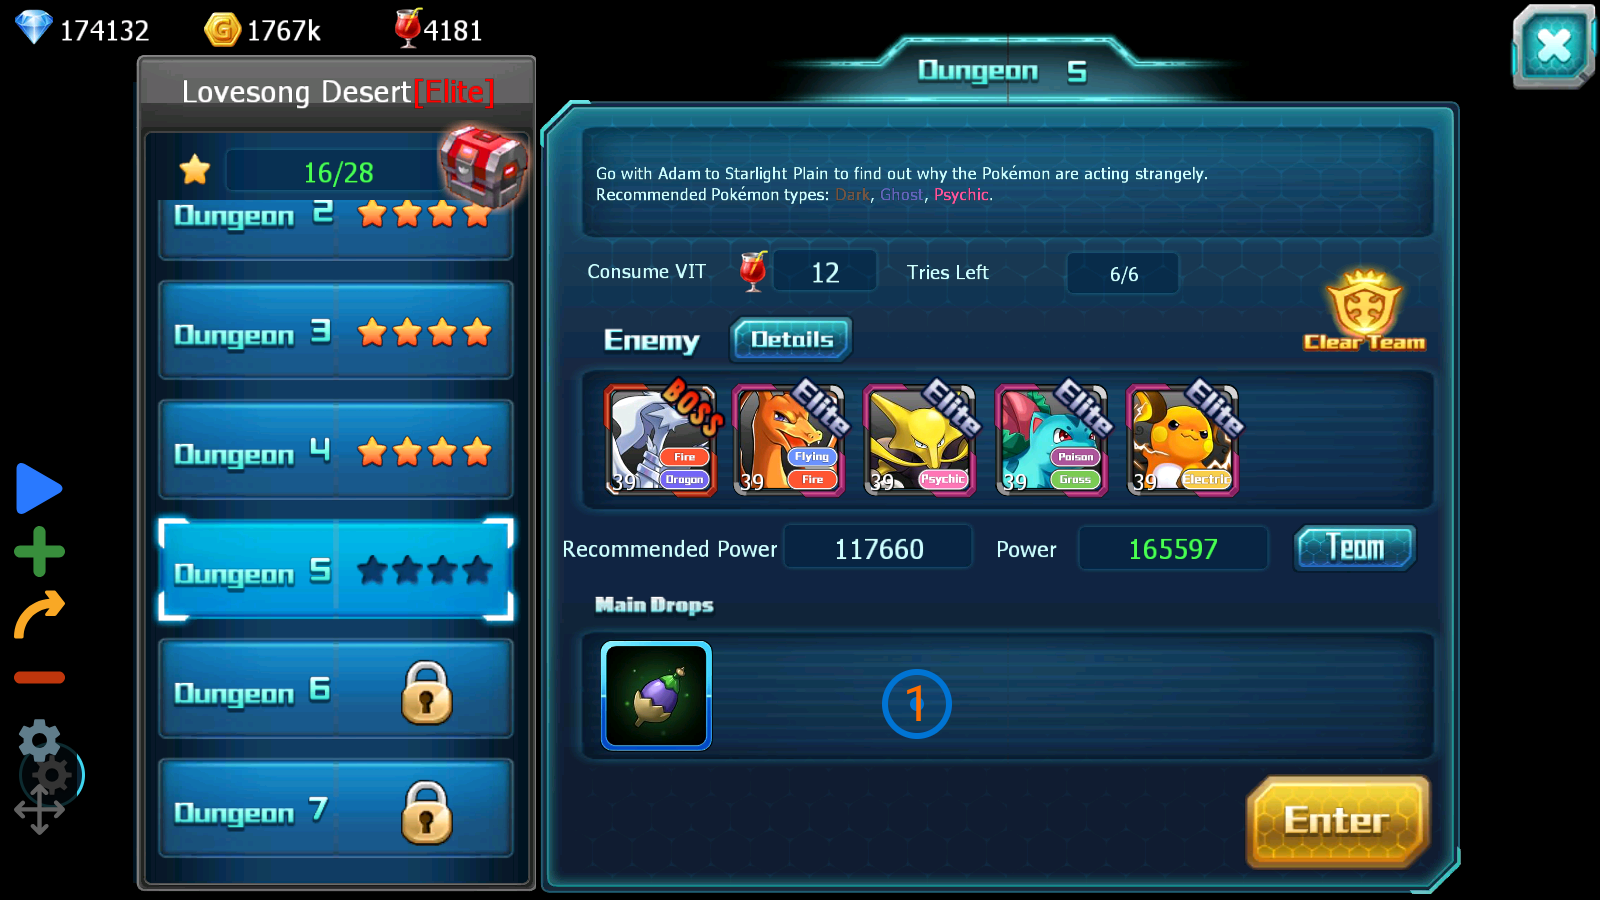 174132
1767k
4181
Lovesong Desert[Elite]
16/28
Dungeon 2
Dungeon 3
Dungeon 4
Dungeon 5
Dungeon 6
Dungeon 7
Dungeon 5
Go with Adam to Starlight Plain to find out why the Pokémon are acting strangely.
Recommended Pokémon types: Dark, Ghost, Psychic.
Consume VIT 12 Tries Left 6/6
Clear Team
Enemy Details
BOSS Fire Dragon 39
Elite Flying Fire 39
Elite Psychic 39
Elite Poison Grass 39
Elite Electric 39
Recommended Power 117660 Power 165597 Team
Main Drops
1
Enter